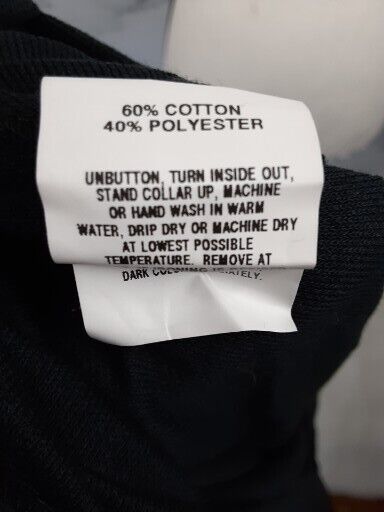 60% COTTON
40% POLYESTER
UNBUTTON, TURN INSIDE OUT,
STAND COLLAR UP, MACHINE
OR HAND WASH IN WARM
WATER, DRIP DRY OR MACHINE DRY
AT LOWEST POSSIBLE
TEMPERATURE. REMOVE AT
DARK